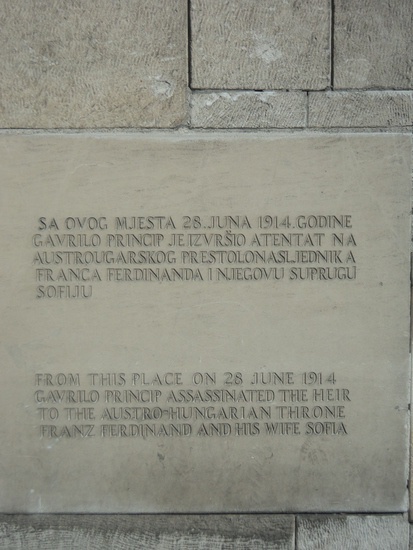 SA OVOG MJESTA 28. JUNA 1914. GODINE
GAVRILO PRINCIP JE IZVRŠIO ATENTAT NA
AUSTROUGARSKOG PRESTOLONASLJEDNIKA
FRANCA FERDINANDA I NJEGOVU SUPRUGU
SOFIJU
FROM THIS PLACE ON 28 JUNE 1914
GAVRILO PRINCIP ASSASSINATED THE HEIR
TO THE AUSTRO-HUNGARIAN THRONE
FRANZ FERDINAND AND HIS WIFE SOFIA